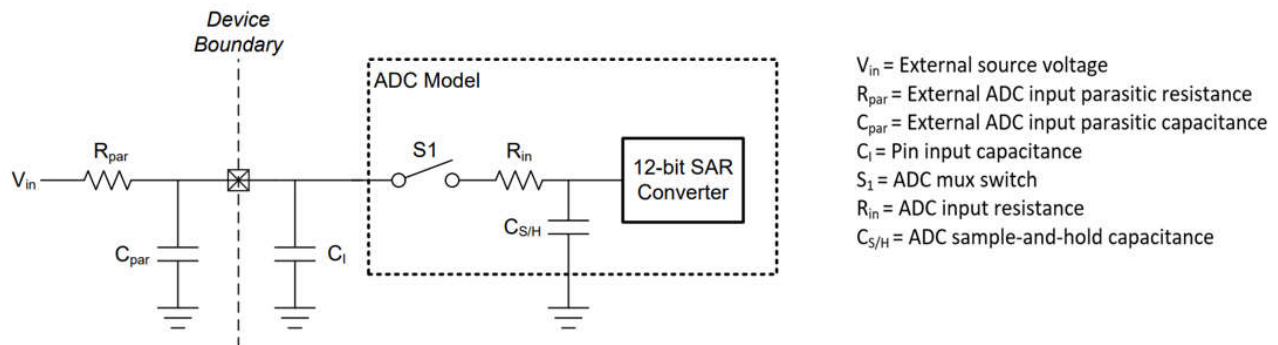 Device
Boundary
ADC Model
V_in
R_par
S1
R_in
12-bit SAR
Converter
C_par
C_I
C_S/H
V_in = External source voltage
R_par = External ADC input parasitic resistance
C_par = External ADC input parasitic capacitance
C_I = Pin input capacitance
S_1 = ADC mux switch
R_in = ADC input resistance
C_S/H = ADC sample-and-hold capacitance